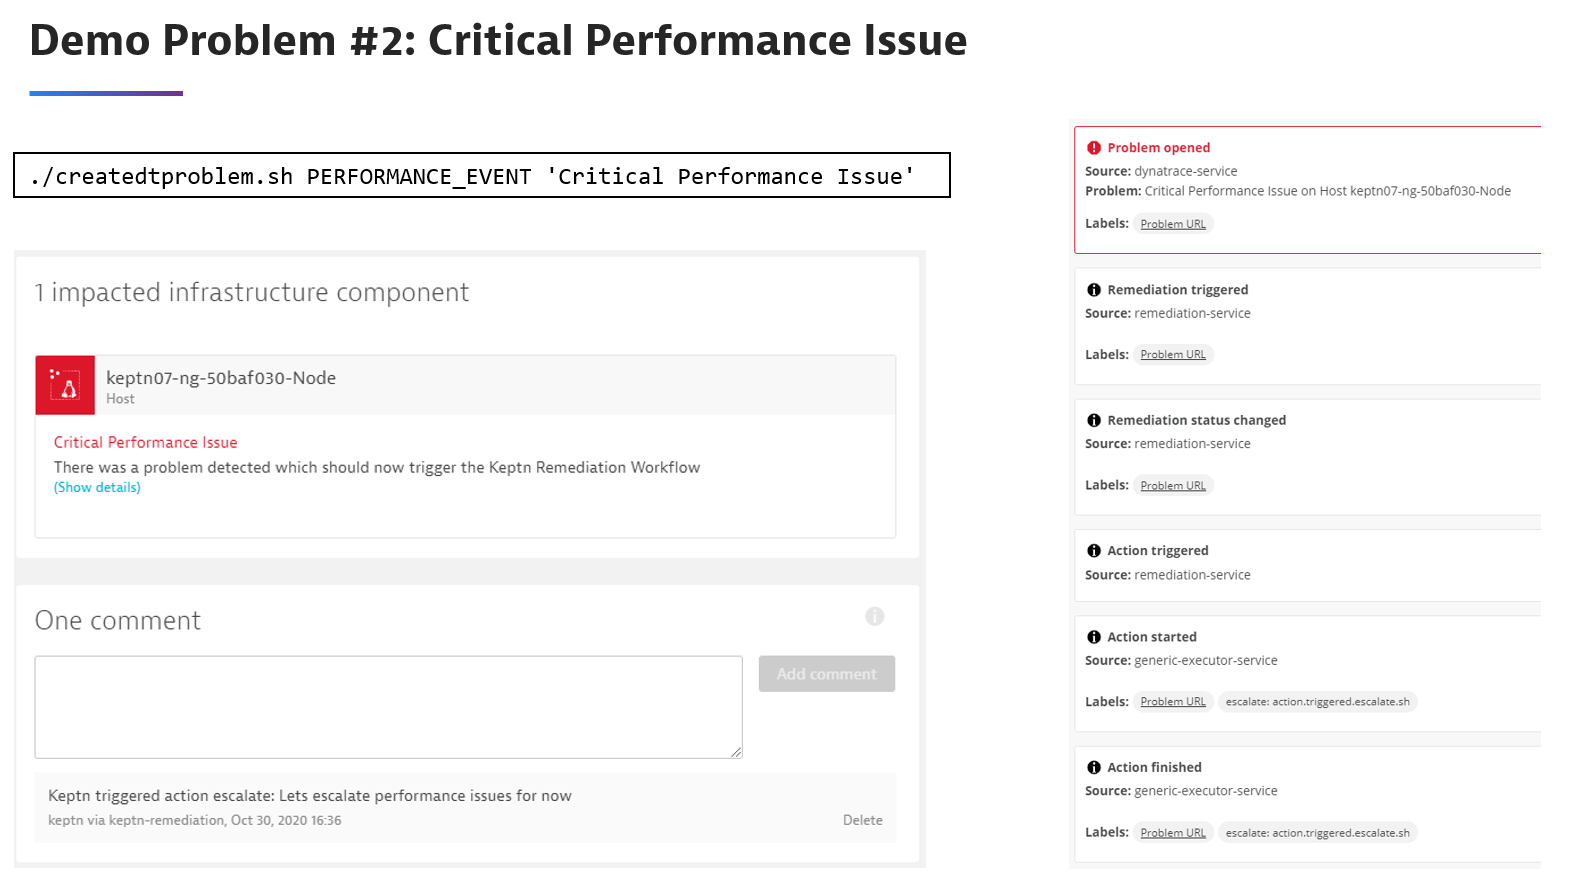 Demo Problem #2: Critical Performance Issue
./createdtproblem.sh PERFORMANCE_EVENT 'Critical Performance Issue'
1 impacted infrastructure component
keptn07-ng-50baf030-Node
Host
Critical Performance Issue
There was a problem detected which should now trigger the Keptn Remediation Workflow
(Show details)
One comment
Add comment
Keptn triggered action escalate: Lets escalate performance issues for now
keptn via keptn-remediation, Oct 30, 2020 16:36
Delete
Problem opened
Source: dynatrace-service
Problem: Critical Performance Issue on Host keptn07-ng-50baf030-Node
Labels: Problem URL
Remediation triggered
Source: remediation-service
Labels: Problem URL
Remediation status changed
Source: remediation-service
Labels: Problem URL
Action triggered
Source: remediation-service
Action started
Source: generic-executor-service
Labels: Problem URL escalate: action.triggered.escalate.sh
Action finished
Source: generic-executor-service
Labels: Problem URL escalate: action.triggered.escalate.sh